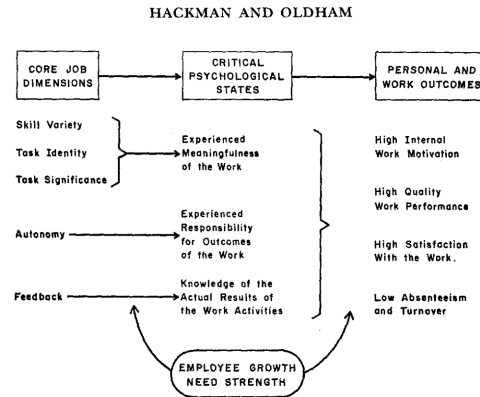 HACKMAN AND OLDHAM
CORE JOB
DIMENSIONS
CRITICAL
PSYCHOLOGICAL
STATES
PERSONAL AND
WORK OUTCOMES
Skill Variety
Task Identity
Task Significance
Experienced
Meaningfulness
of the Work
High Internal
Work Motivation
High Quality
Work Performance
Autonomy
Experienced
Responsibility
for Outcomes
of the Work
High Satisfaction
With the Work.
Feedback
Knowledge of the
Actual Results of
the Work Activities
Low Absenteeism
and Turnover
EMPLOYEE GROWTH
NEED STRENGTH